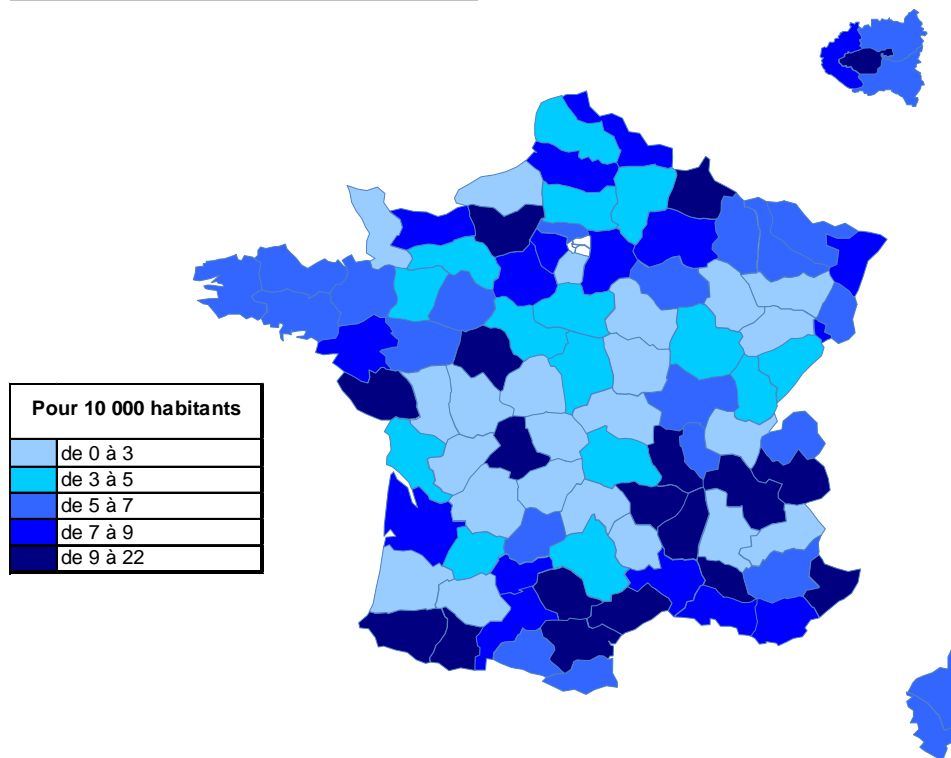 Pour 10 000 habitants
de 0 à 3
de 3 à 5
de 5 à 7
de 7 à 9
de 9 à 22